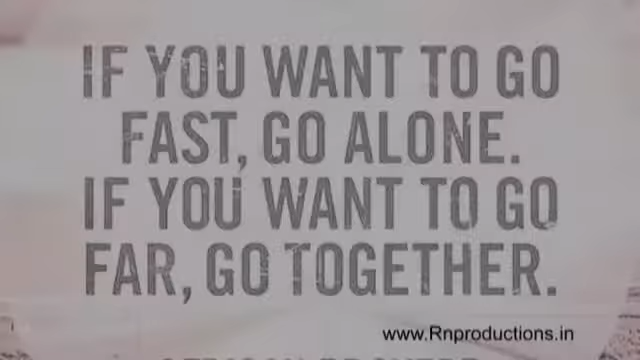 IF YOU WANT TO GO
FAST, GO ALONE.
IF YOU WANT TO GO
FAR, GO TOGETHER.
www.Rnproductions.in